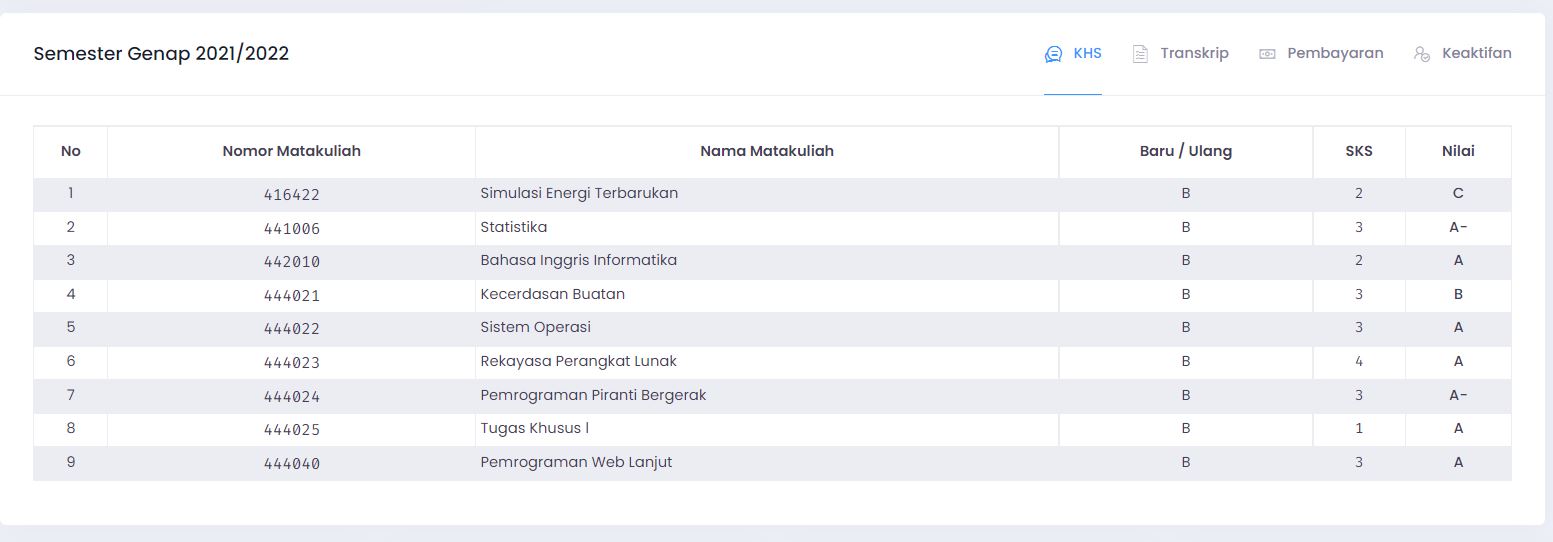 Semester Genap 2021/2022 KHS Transkrip Pembayaran Keaktifan
No Nomor Matakuliah Nama Matakuliah Baru / Ulang SKS Nilai
1 416422 Simulasi Energi Terbarukan B 2 C
2 441006 Statistika B 3 A-
3 442010 Bahasa Inggris Informatika B 2 A
4 444021 Kecerdasan Buatan B 3 B
5 444022 Sistem Operasi B 3 A
6 444023 Rekayasa Perangkat Lunak B 4 A
7 444024 Pemrograman Piranti Bergerak B 3 A-
8 444025 Tugas Khusus I B 1 A
9 444040 Pemrograman Web Lanjut B 3 A